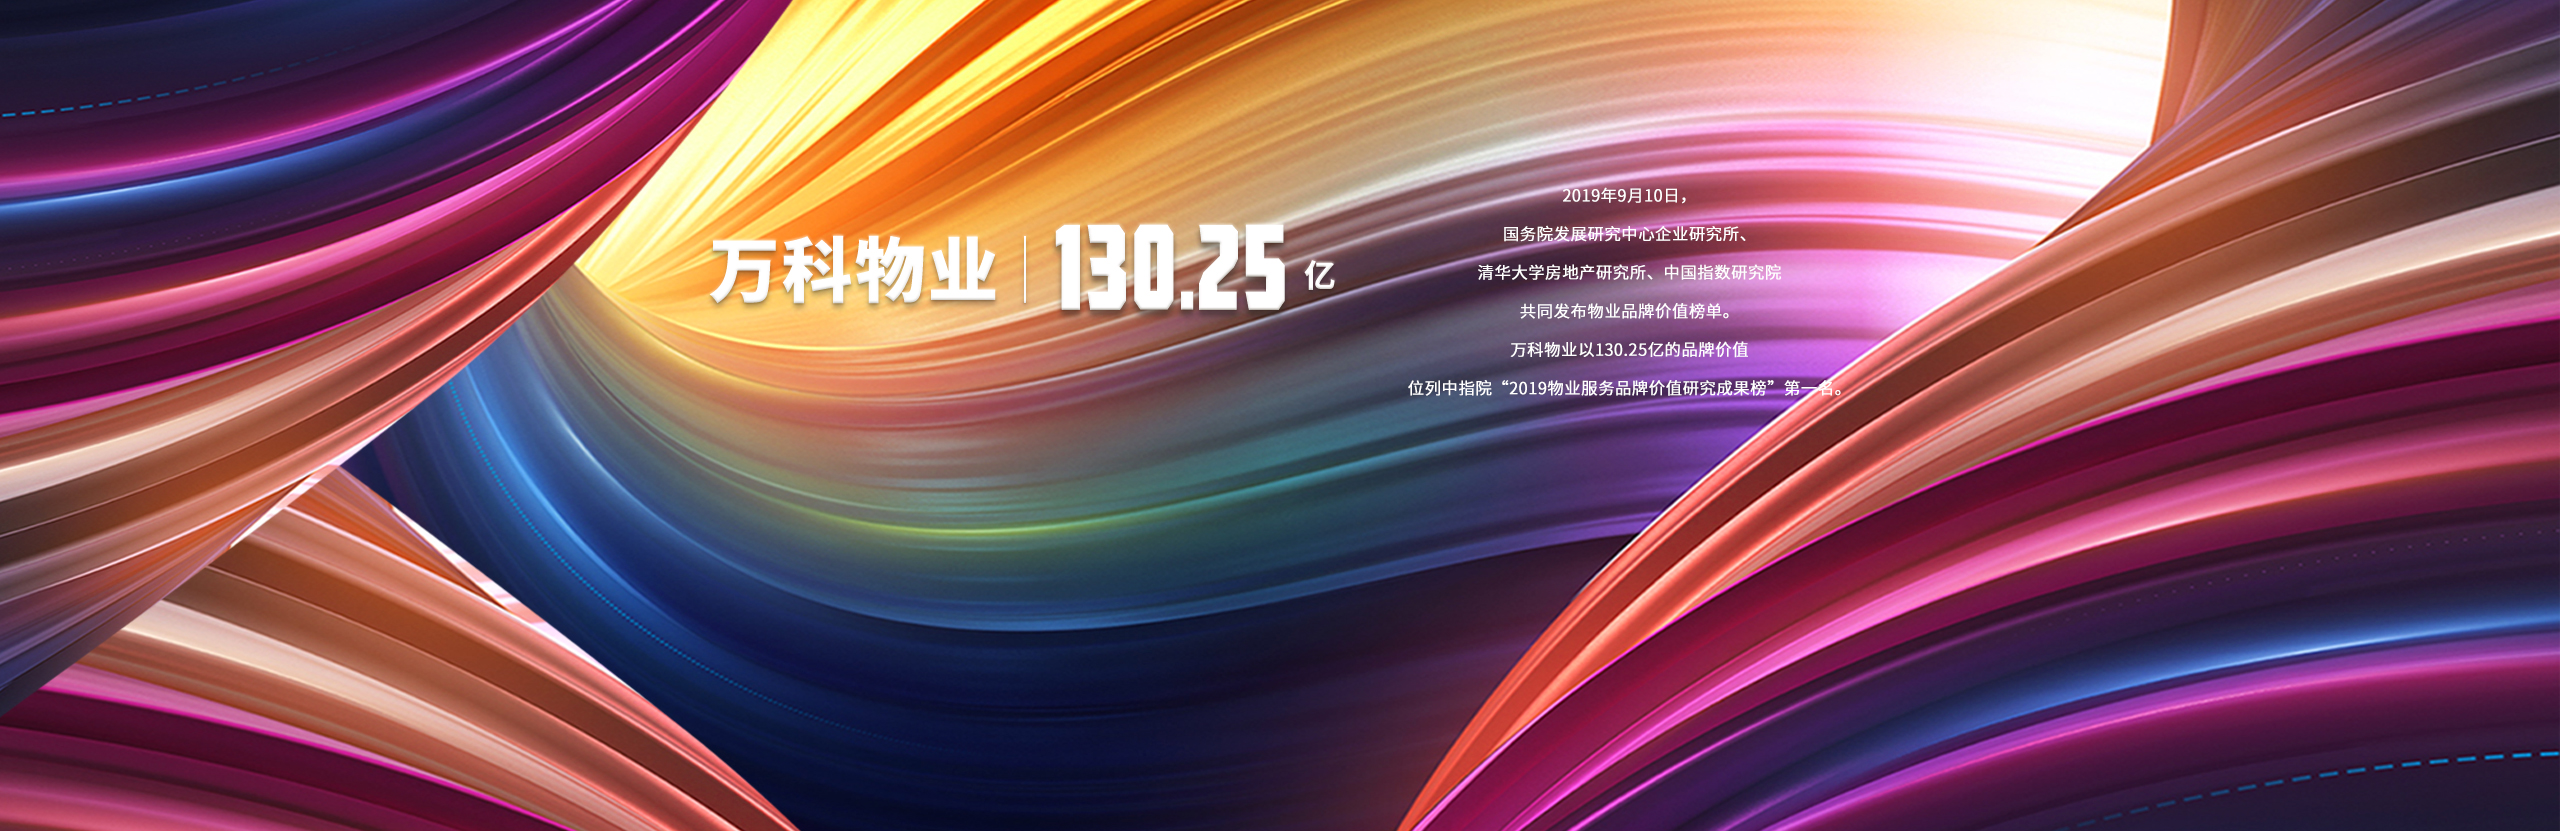 万科物业 | 130.25 亿
2019年9月10日，
国务院发展研究中心企业研究所、
清华大学房地产研究所、中国指数研究院
共同发布物业品牌价值榜单。
万科物业以130.25亿的品牌价值
位列中指院“2019物业服务品牌价值研究成果榜”第一名。